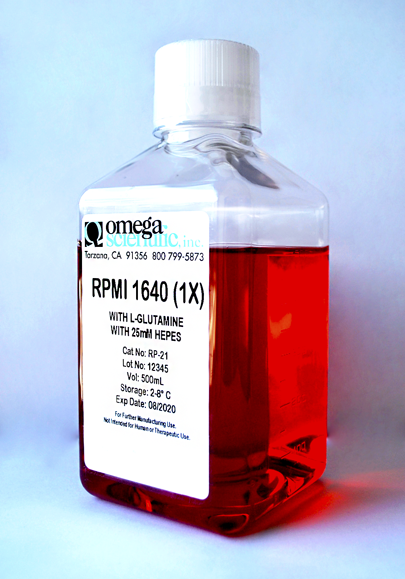 omega
scientific, inc.
Tarzana, CA 91356 800 799-5873
RPMI 1640 (1X)
WITH L-GLUTAMINE
WITH 25mM HEPES
Cat No: RP-21
Lot No: 12345
Vol: 500mL
Storage: 2-8° C
Exp Date: 08/2020
For Further Manufacturing Use.
Not Intended for Human or Therapeutic Use.